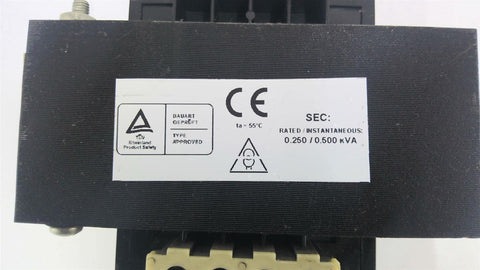 TÜV
Rheinland
Product Safety
BAUART
GEPRÜFT
TYPE
APPROVED
CE
ta = 55°C
SEC:
RATED / INSTANTANEOUS:
0.250 / 0.500 KVA